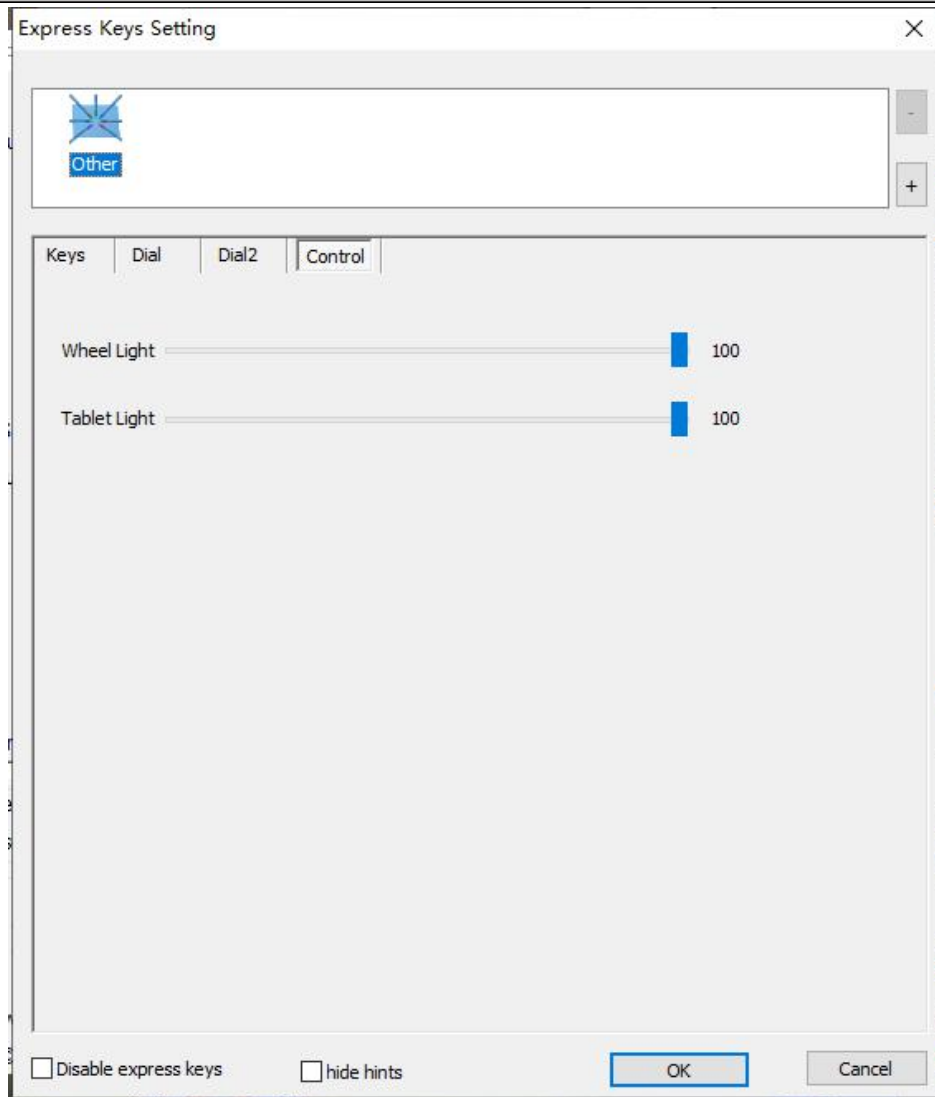 Express Keys Setting
-
Other
+
Keys Dial Dial2 Control
Wheel Light 100
Tablet Light 100
Disable express keys hide hints OK Cancel